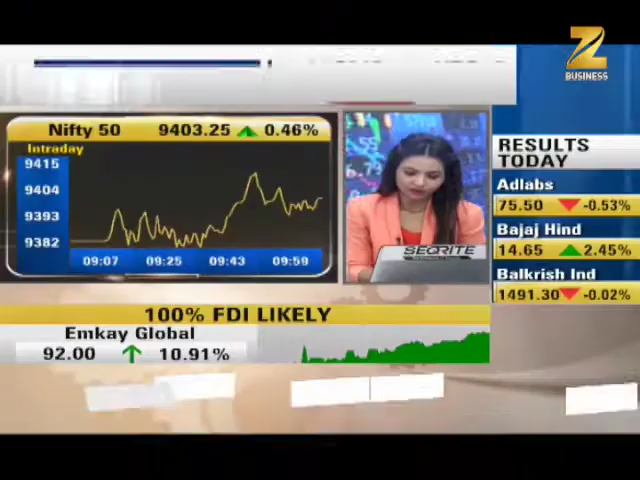 Z
ZEE
BUSINESS
Nifty 50 9403.25 0.46%
Intraday
9415
9404
9393
9382
09:07 09:25 09:43 09:59
SEQRITE
RESULTS
TODAY
Adlabs
75.50 -0.53%
Bajaj Hind
14.65 2.45%
Balkrish Ind
1491.30 -0.02%
100% FDI LIKELY
Emkay Global
92.00 10.91%